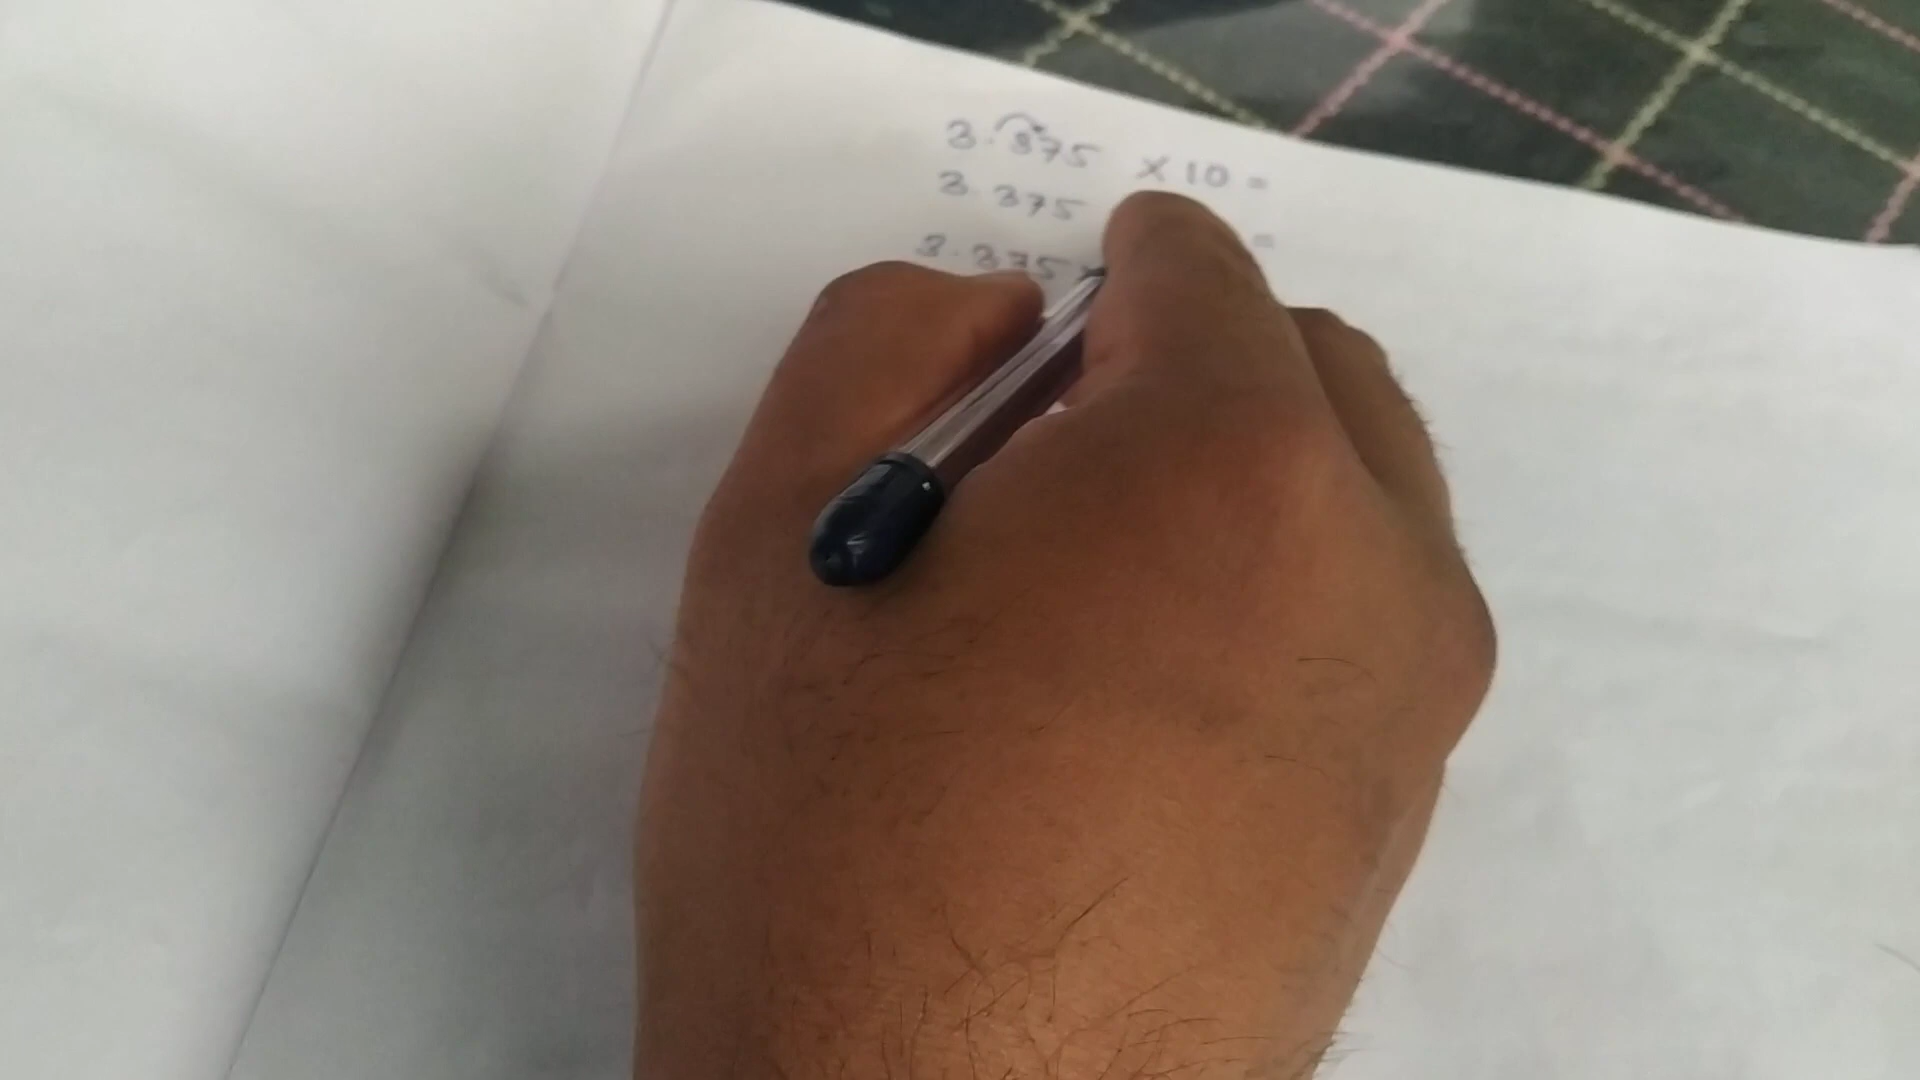 3.375 × 10 =
3.375 =
3.375 ×